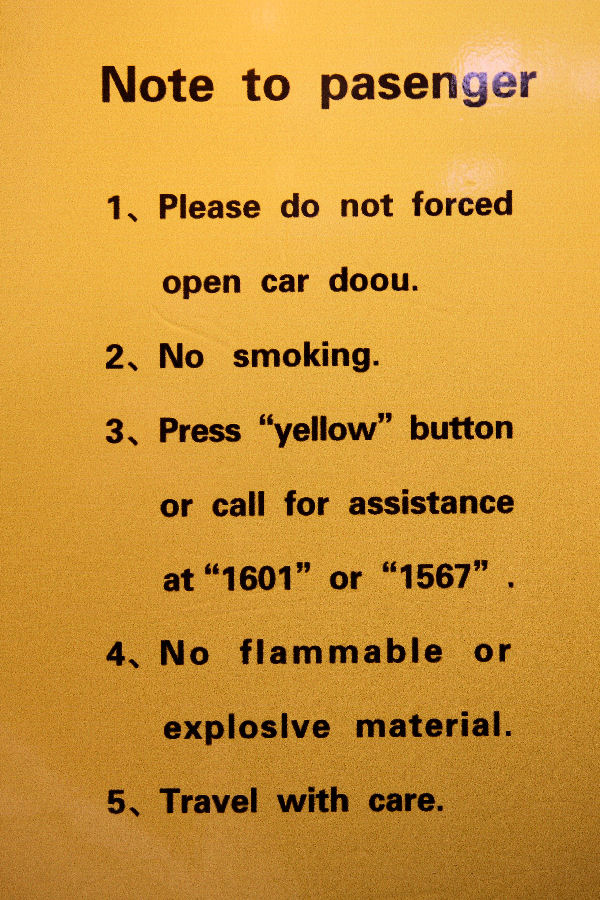 Note to pasenger
1、Please do not forced
open car doou.
2、No smoking.
3、Press “yellow” button
or call for assistance
at “1601” or “1567” .
4、No flammable or
exploslve material.
5、Travel with care.